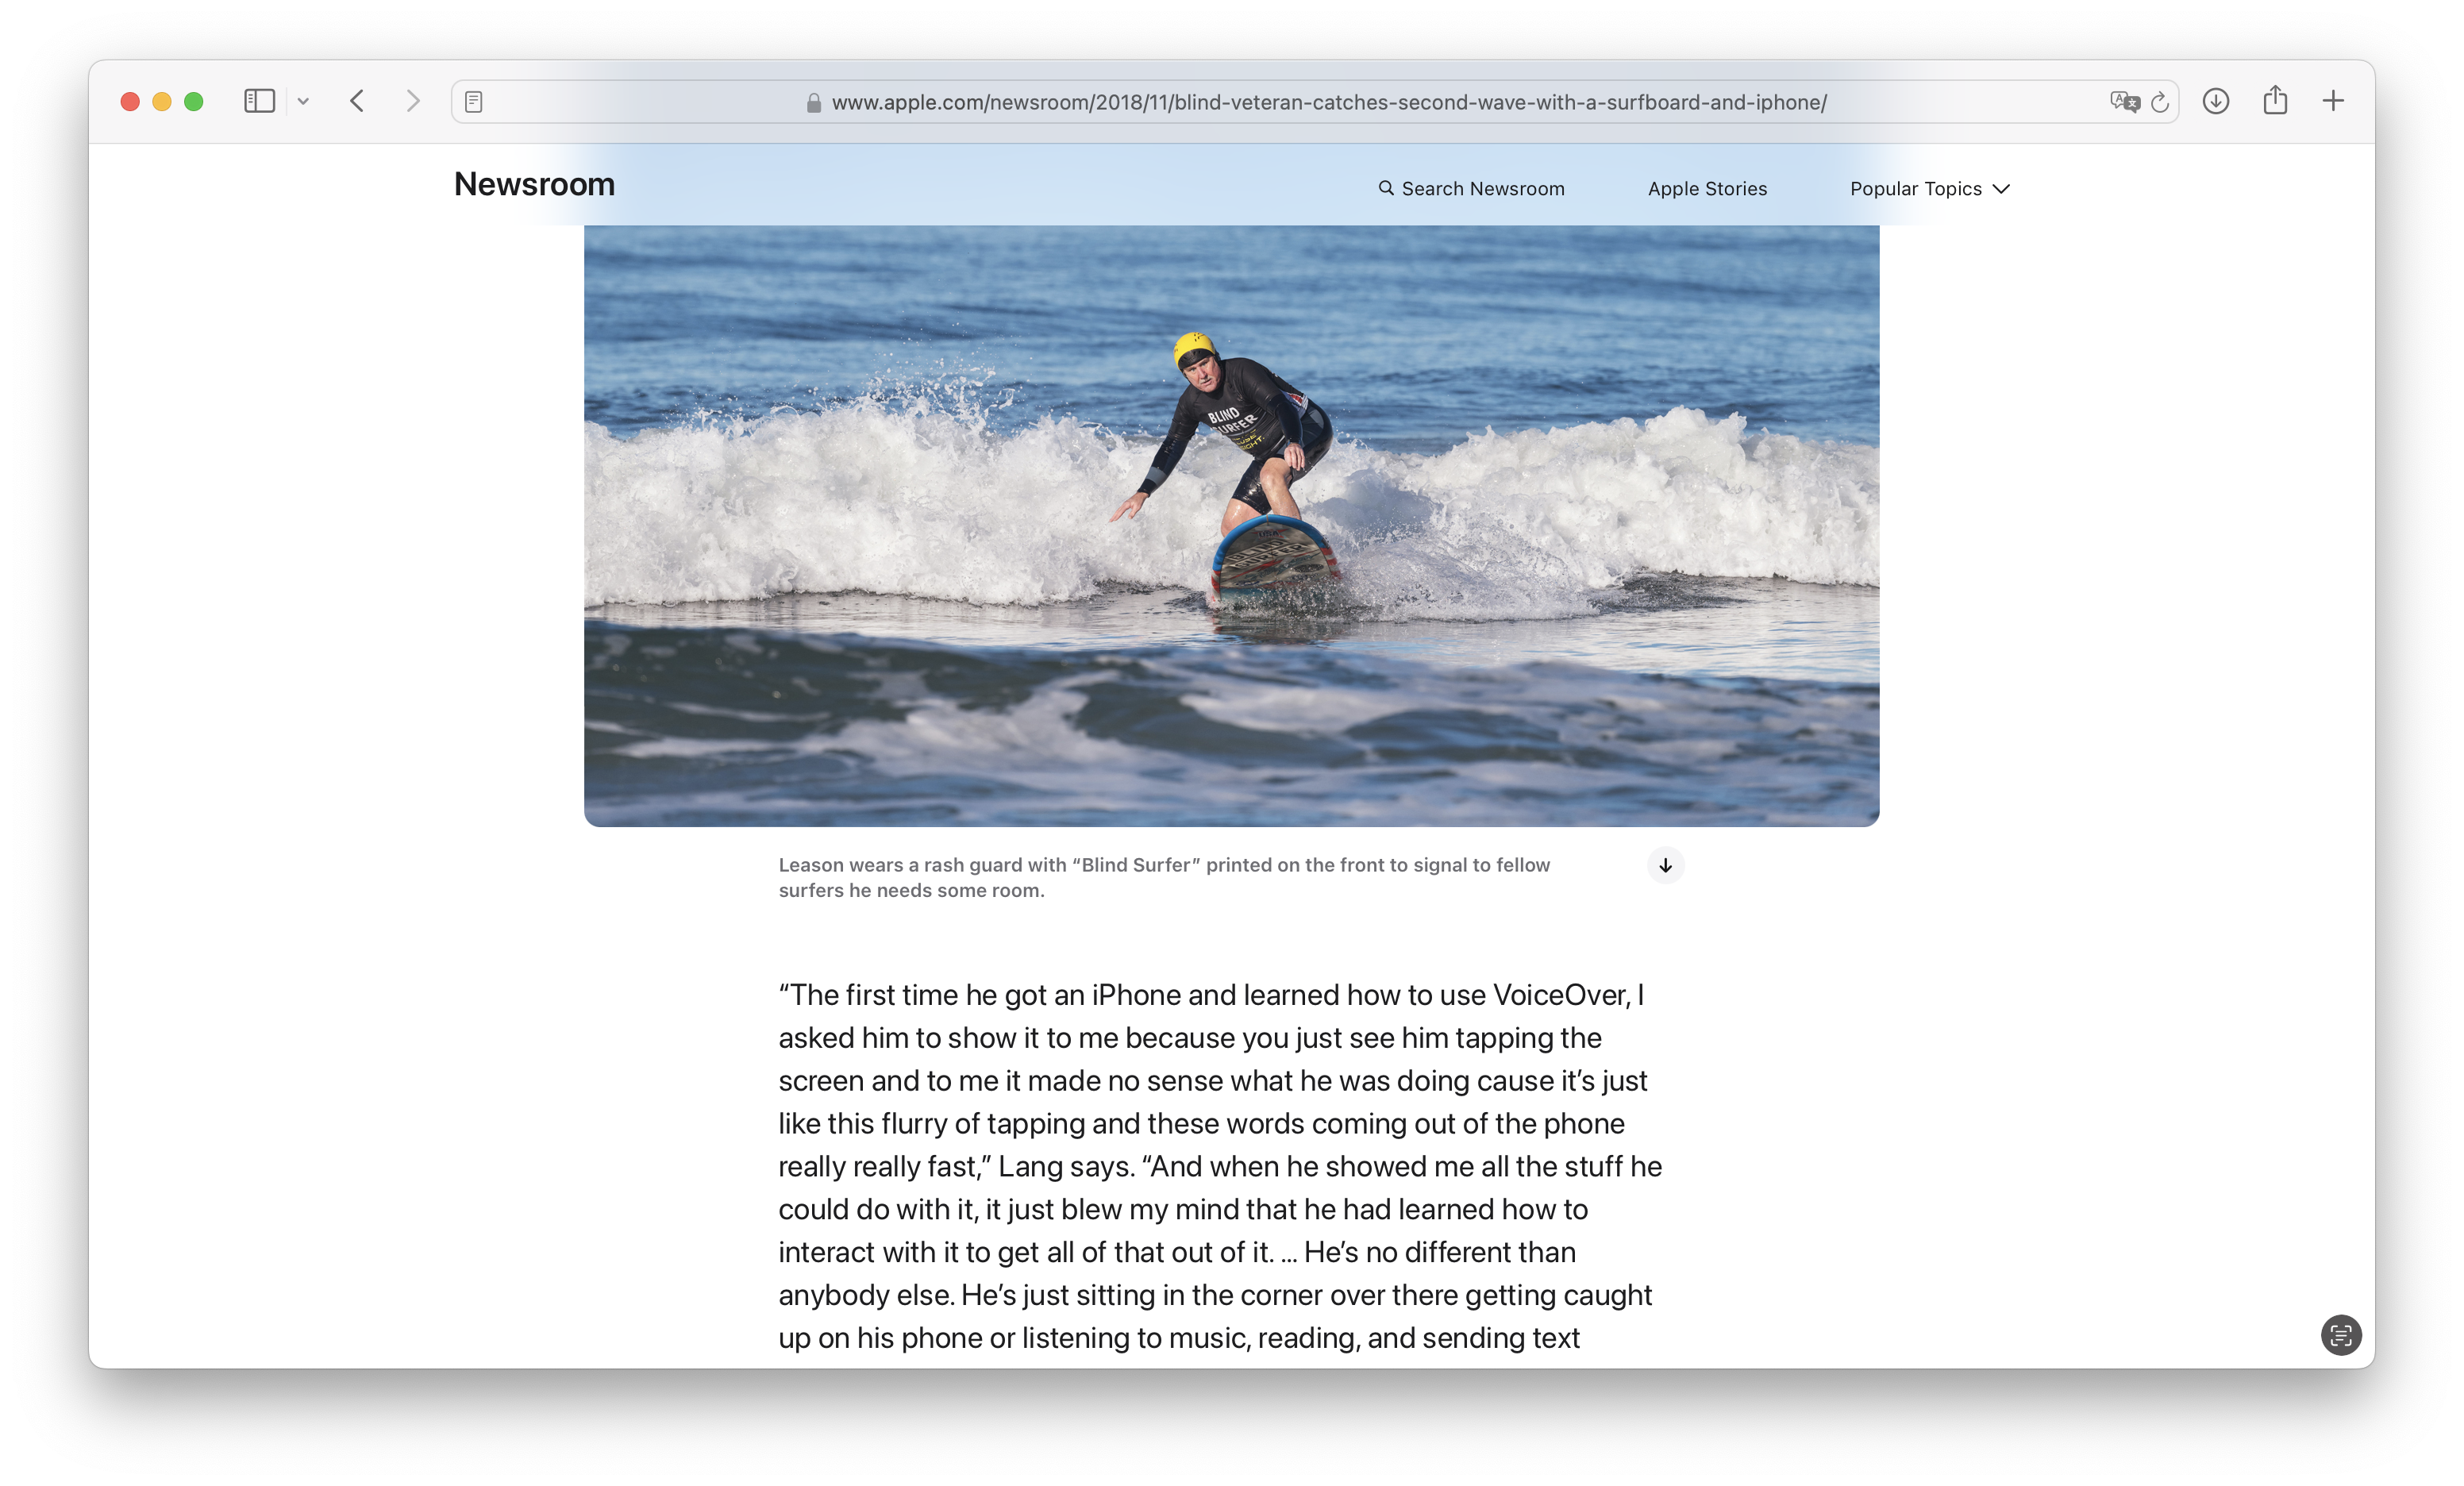 www.apple.com/newsroom/2018/11/blind-veteran-catches-second-wave-with-a-surfboard-and-iphone/
Newsroom
Search Newsroom
Apple Stories
Popular Topics
BLIND
SURFER
Leason wears a rash guard with “Blind Surfer” printed on the front to signal to fellow
surfers he needs some room.
“The first time he got an iPhone and learned how to use VoiceOver, I
asked him to show it to me because you just see him tapping the
screen and to me it made no sense what he was doing cause it’s just
like this flurry of tapping and these words coming out of the phone
really really fast,” Lang says. “And when he showed me all the stuff he
could do with it, it just blew my mind that he had learned how to
interact with it to get all of that out of it. … He’s no different than
anybody else. He’s just sitting in the corner over there getting caught
up on his phone or listening to music, reading, and sending text